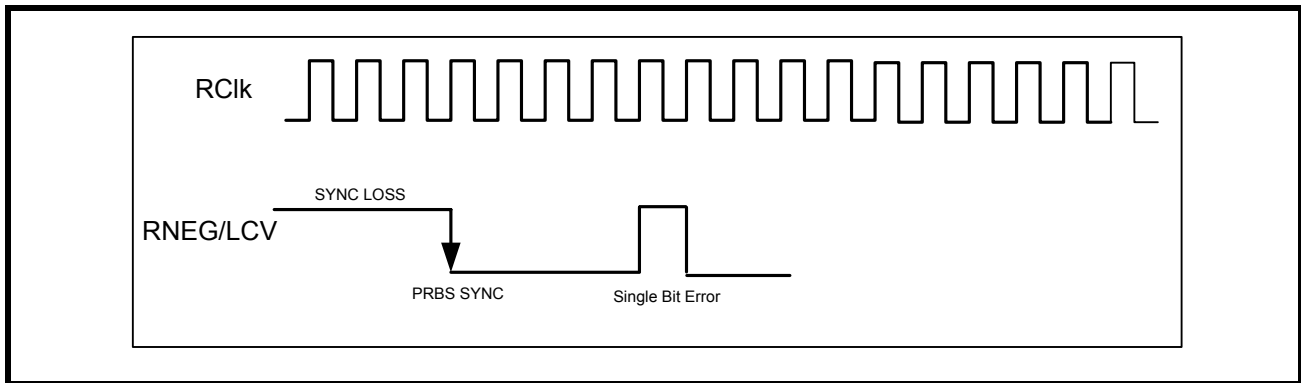 RClk
SYNC LOSS
RNEG/LCV
PRBS SYNC
Single Bit Error